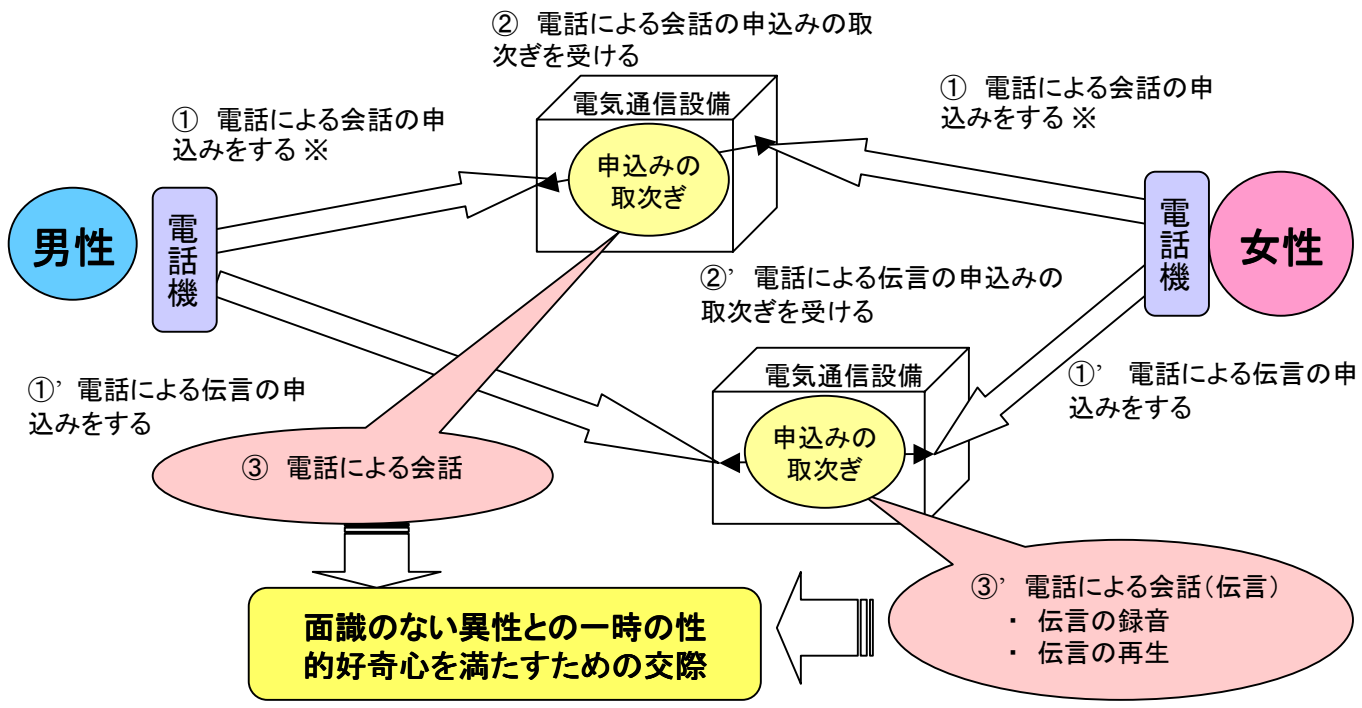 ② 電話による会話の申込みの取
次ぎを受ける
① 電話による会話の申
込みをする ※
電気通信設備
申込みの
取次ぎ
① 電話による会話の申
込みをする ※
男性
電話機
電話機
女性
②’ 電話による伝言の申込みの
取次ぎを受ける
①’ 電話による伝言の申
込みをする
電気通信設備
申込みの
取次ぎ
①’ 電話による伝言の申
込みをする
③ 電話による会話
③’ 電話による会話(伝言)
・ 伝言の録音
・ 伝言の再生
面識のない異性との一時の性
的好奇心を満たすための交際